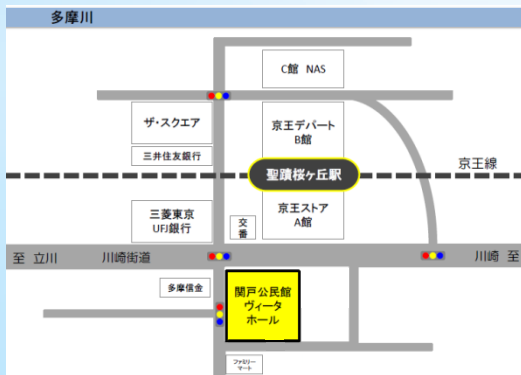 多摩川
C館 NAS
ザ・スクエア
京王デパート
B館
三井住友銀行
京王線
聖蹟桜ヶ丘駅
三菱東京
UFJ銀行
交
番
京王ストア
A館
至 立川
川崎街道
川崎 至
多摩信金
関戸公民館
ヴィータ
ホール
ファミリー
マート